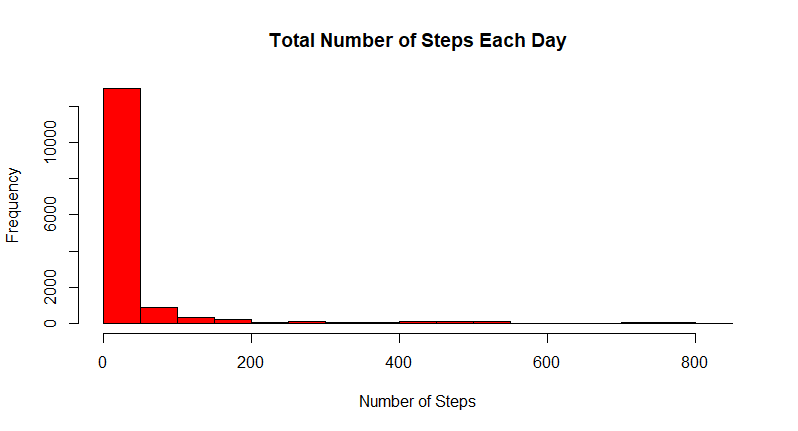 Total Number of Steps Each Day
Frequency
10000
6000
2000
0
0 200 400 600 800
Number of Steps